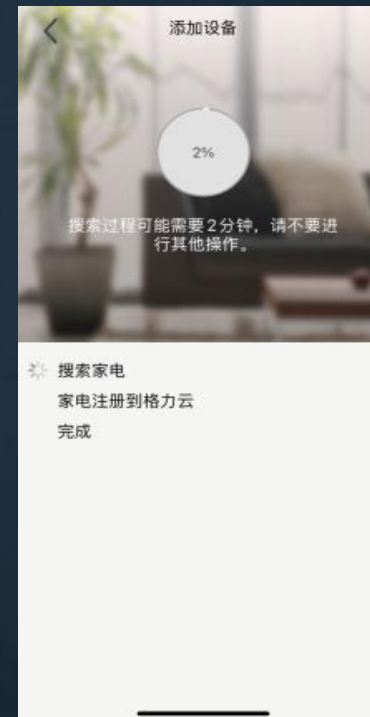 添加设备
2%
搜索过程可能需要2分钟，请不要进
行其他操作。
搜索家电
家电注册到格力云
完成